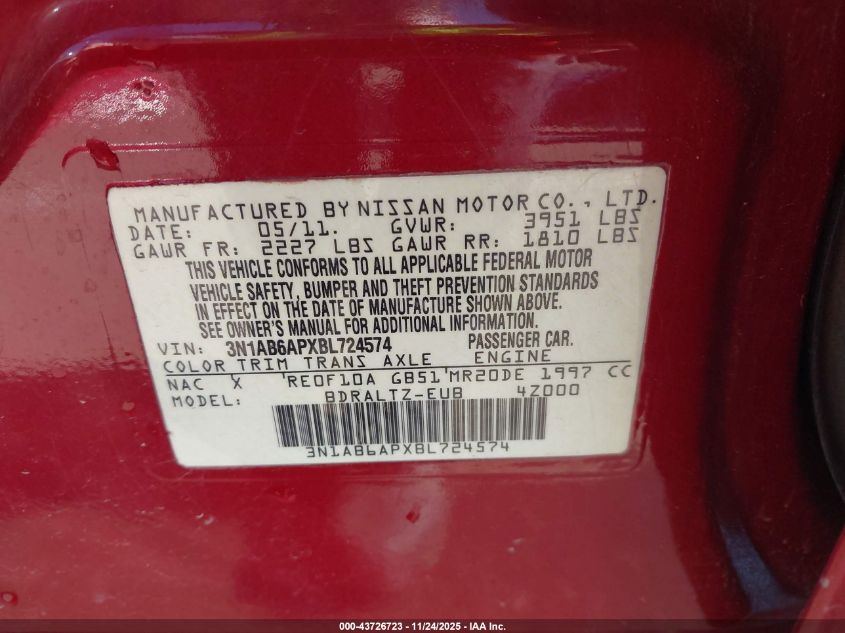 MANUFACTURED BY NISSAN MOTOR CO., LTD.
DATE: 05/11. GVWR: 3951 LBS
GAWR FR: 2227 LBS GAWR RR: 1810 LBS
THIS VEHICLE CONFORMS TO ALL APPLICABLE FEDERAL MOTOR
VEHICLE SAFETY, BUMPER AND THEFT PREVENTION STANDARDS
IN EFFECT ON THE DATE OF MANUFACTURE SHOWN ABOVE.
SEE OWNER'S MANUAL FOR ADDITIONAL INFORMATION.
VIN: 3N1AB6APXBL724574 PASSENGER CAR.
COLOR TRIM TRANS AXLE ENGINE
NAC X RE0F10A GB51 MR20DE 1997 CC
MODEL: BDRALTZ-EUB 4Z000
3N1AB6APXBL724574
000-43726723 - 11/24/2025 - IAA Inc.